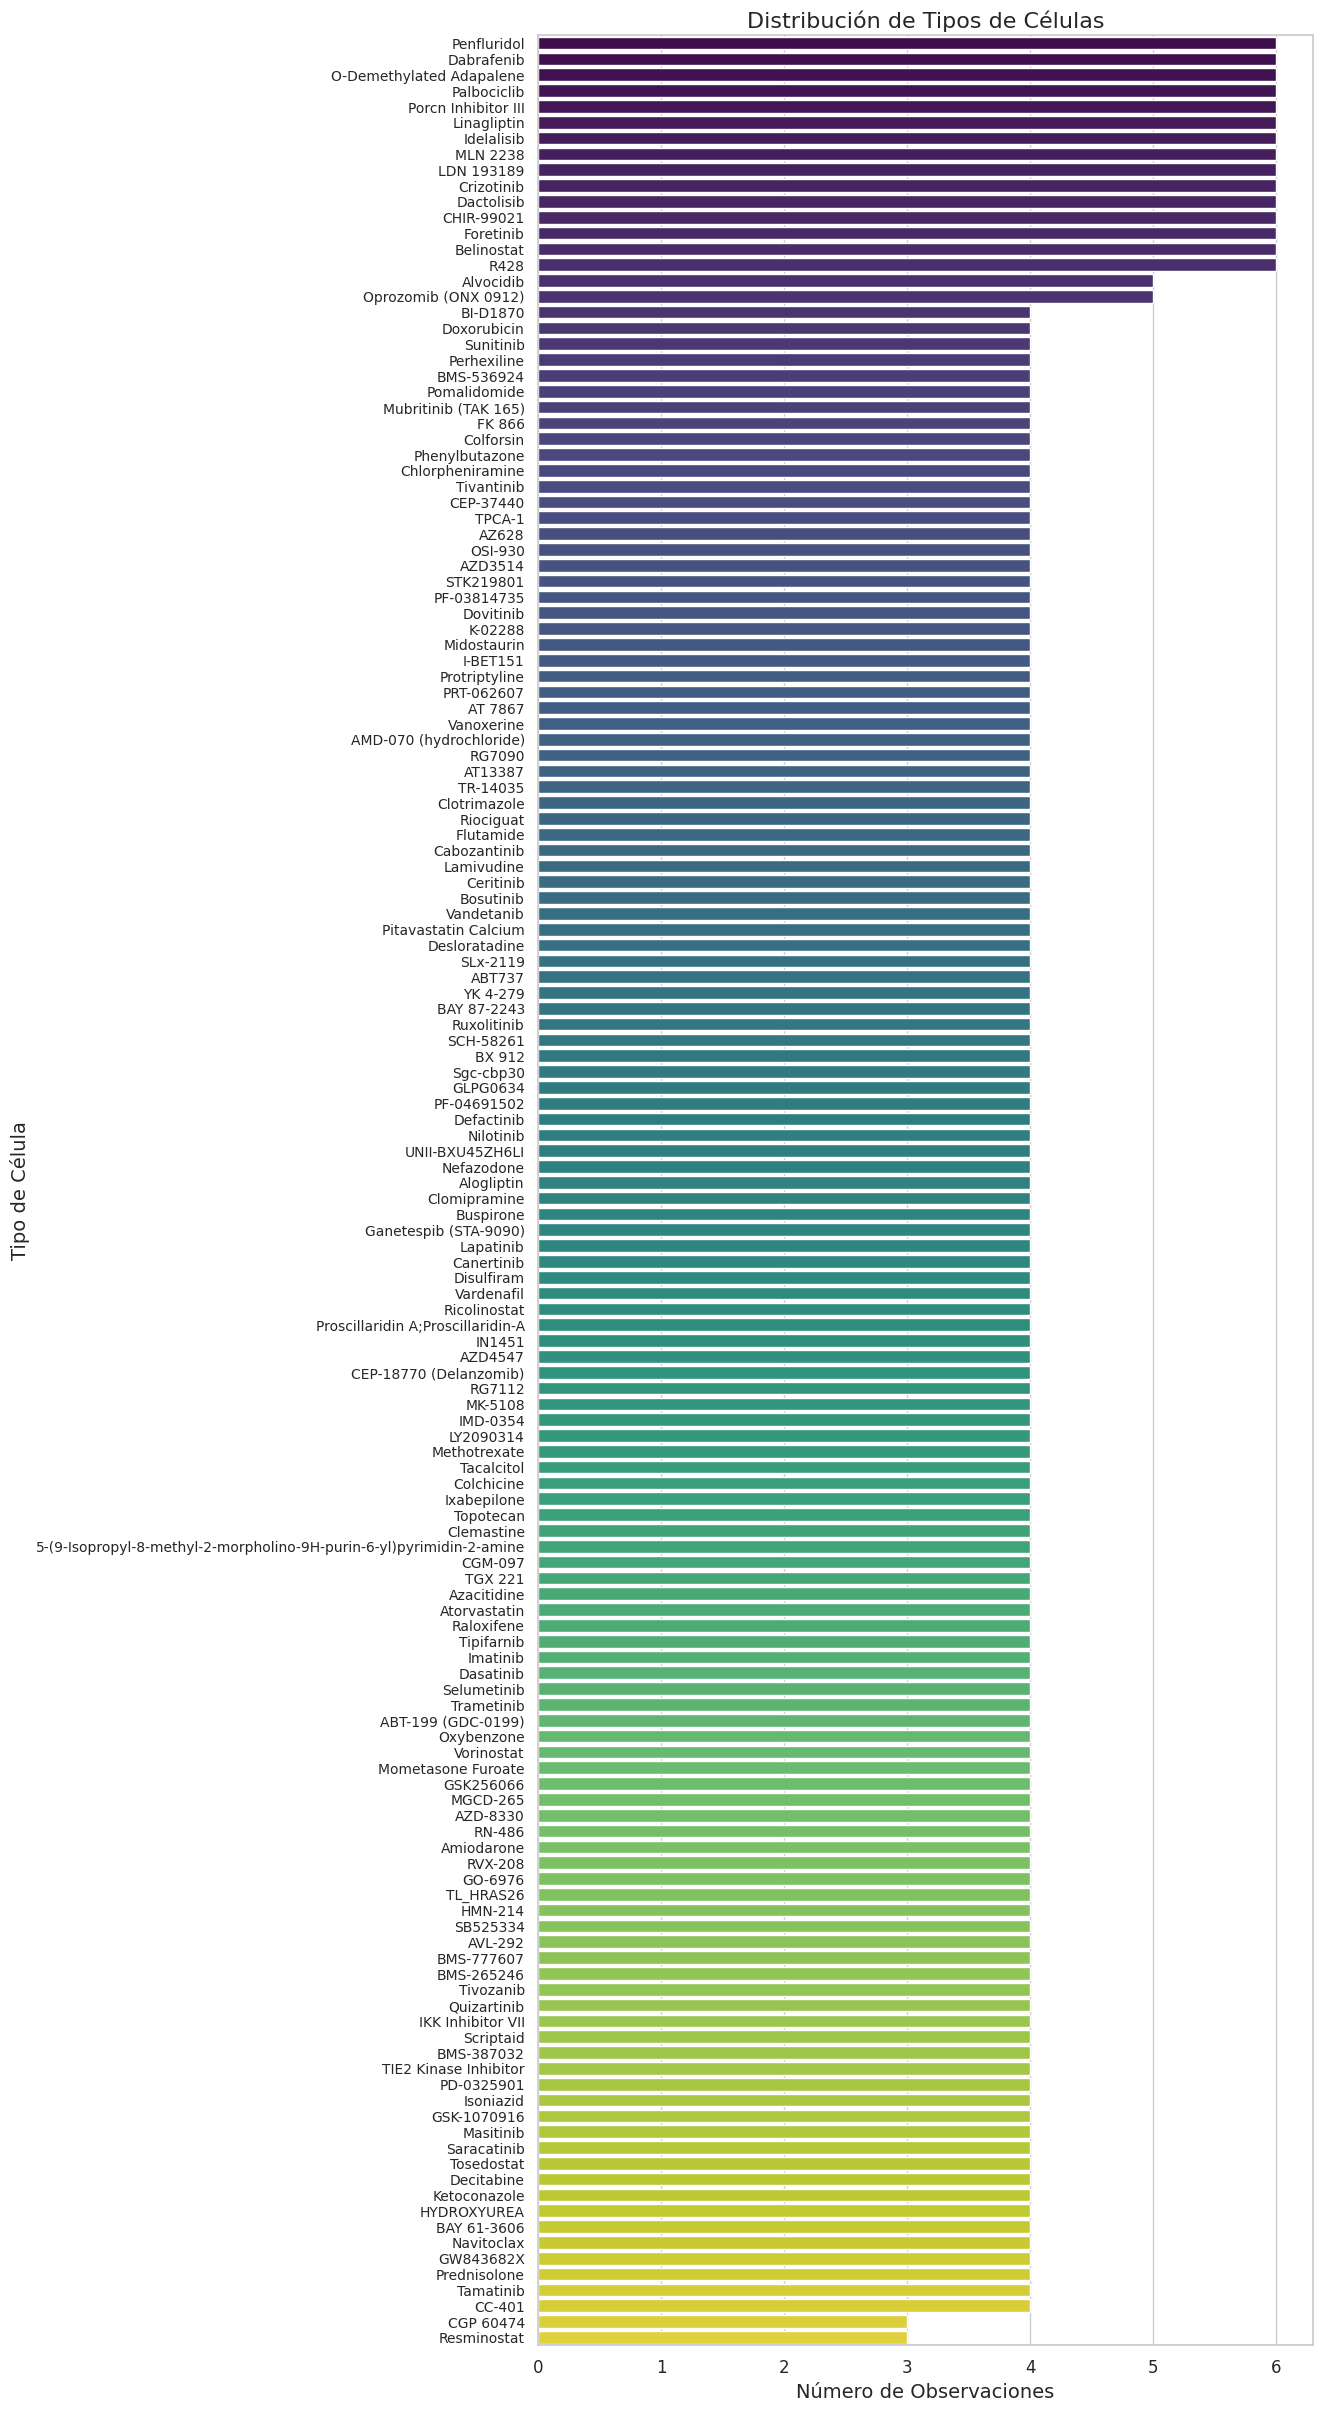 Distribución de Tipos de Células
Penfluridol
Dabrafenib
O-Demethylated Adapalene
Palbociclib
Porcn Inhibitor III
Linagliptin
Idelalisib
MLN 2238
LDN 193189
Crizotinib
Dactolisib
CHIR-99021
Foretinib
Belinostat
R428
Alvocidib
Oprozomib (ONX 0912)
BI-D1870
Doxorubicin
Sunitinib
Perhexiline
BMS-536924
Pomalidomide
Mubritinib (TAK 165)
FK 866
Colforsin
Phenylbutazone
Chlorpheniramine
Tivantinib
CEP-37440
TPCA-1
AZ628
OSI-930
AZD3514
STK219801
PF-03814735
Dovitinib
K-02288
Midostaurin
I-BET151
Protriptyline
PRT-062607
AT 7867
Vanoxerine
AMD-070 (hydrochloride)
RG7090
AT13387
TR-14035
Clotrimazole
Riociguat
Flutamide
Cabozantinib
Lamivudine
Ceritinib
Bosutinib
Vandetanib
Pitavastatin Calcium
Desloratadine
SLx-2119
ABT737
YK 4-279
BAY 87-2243
Ruxolitinib
SCH-58261
BX 912
Sgc-cbp30
GLPG0634
PF-04691502
Defactinib
Nilotinib
UNII-BXU45ZH6LI
Nefazodone
Alogliptin
Clomipramine
Buspirone
Ganetespib (STA-9090)
Lapatinib
Canertinib
Disulfiram
Vardenafil
Ricolinostat
Proscillaridin A;Proscillaridin-A
IN1451
AZD4547
CEP-18770 (Delanzomib)
RG7112
MK-5108
IMD-0354
LY2090314
Methotrexate
Tacalcitol
Colchicine
Ixabepilone
Topotecan
Clemastine
5-(9-Isopropyl-8-methyl-2-morpholino-9H-purin-6-yl)pyrimidin-2-amine
CGM-097
TGX 221
Azacitidine
Atorvastatin
Raloxifene
Tipifarnib
Imatinib
Dasatinib
Selumetinib
Trametinib
ABT-199 (GDC-0199)
Oxybenzone
Vorinostat
Mometasone Furoate
GSK256066
MGCD-265
AZD-8330
RN-486
Amiodarone
RVX-208
GO-6976
TL_HRAS26
HMN-214
SB525334
AVL-292
BMS-777607
BMS-265246
Tivozanib
Quizartinib
IKK Inhibitor VII
Scriptaid
BMS-387032
TIE2 Kinase Inhibitor
PD-0325901
Isoniazid
GSK-1070916
Masitinib
Saracatinib
Tosedostat
Decitabine
Ketoconazole
HYDROXYUREA
BAY 61-3606
Navitoclax
GW843682X
Prednisolone
Tamatinib
CC-401
CGP 60474
Resminostat
Tipo de Célula
0 1 2 3 4 5 6
Número de Observaciones